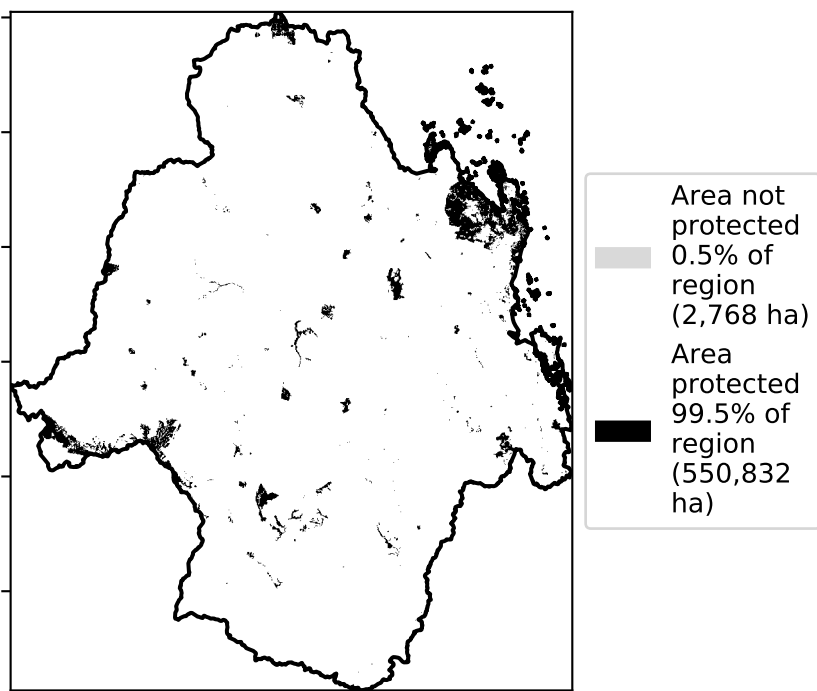 Area not
protected
0.5% of
region
(2,768 ha)
Area
protected
99.5% of
region
(550,832
ha)